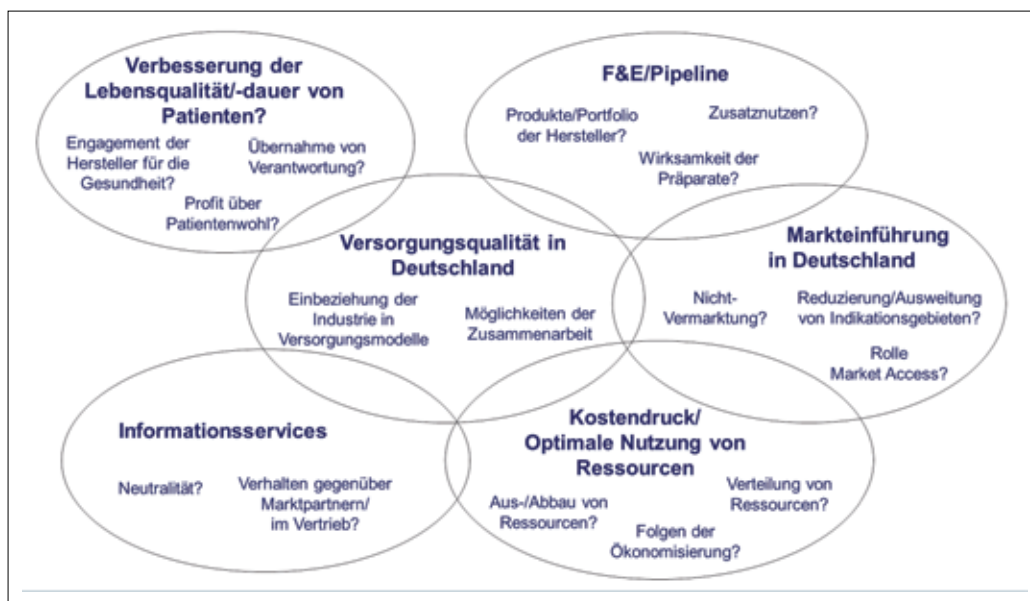 Verbesserung der
Lebensqualität/-dauer von
Patienten?
Engagement der
Hersteller für die
Gesundheit?
Übernahme von
Verantwortung?
Profit über
Patientenwohl?
F&E/Pipeline
Produkte/Portfolio
der Hersteller?
Zusatznutzen?
Wirksamkeit der
Präparate?
Versorgungsqualität in
Deutschland
Einbeziehung der
Industrie in
Versorgungsmodelle
Möglichkeiten der
Zusammenarbeit
Markteinführung
in Deutschland
Nicht-
Vermarktung?
Reduzierung/Ausweitung
von Indikationsgebieten?
Rolle
Market Access?
Informationsservices
Neutralität?
Verhalten gegenüber
Marktpartnern/
im Vertrieb?
Kostendruck/
Optimale Nutzung von
Ressourcen
Aus-/Abbau von
Ressourcen?
Verteilung von
Ressourcen?
Folgen der
Ökonomisierung?